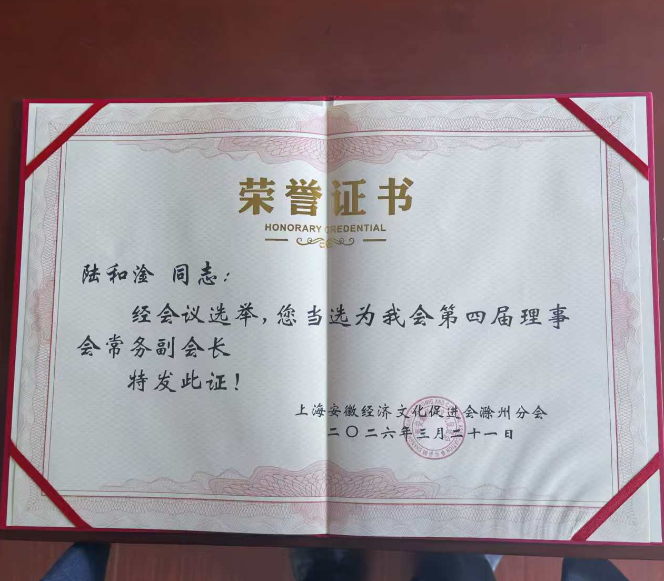 荣誉证书
HONORARY CREDENTIAL
陆和淦 同志：
经会议选举，您当选为我会第四届理事
会常务副会长
特发此证！
上海安徽经济文化促进会滁州分会
二〇二六年三月二十一日